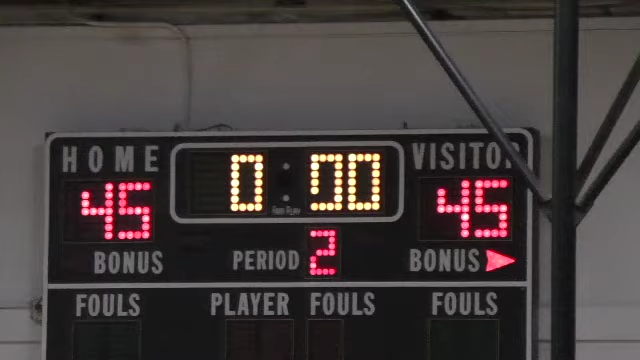 HOME 0:00 VISITOR
45 45
BONUS PERIOD 2 BONUS
FOULS PLAYER FOULS FOULS